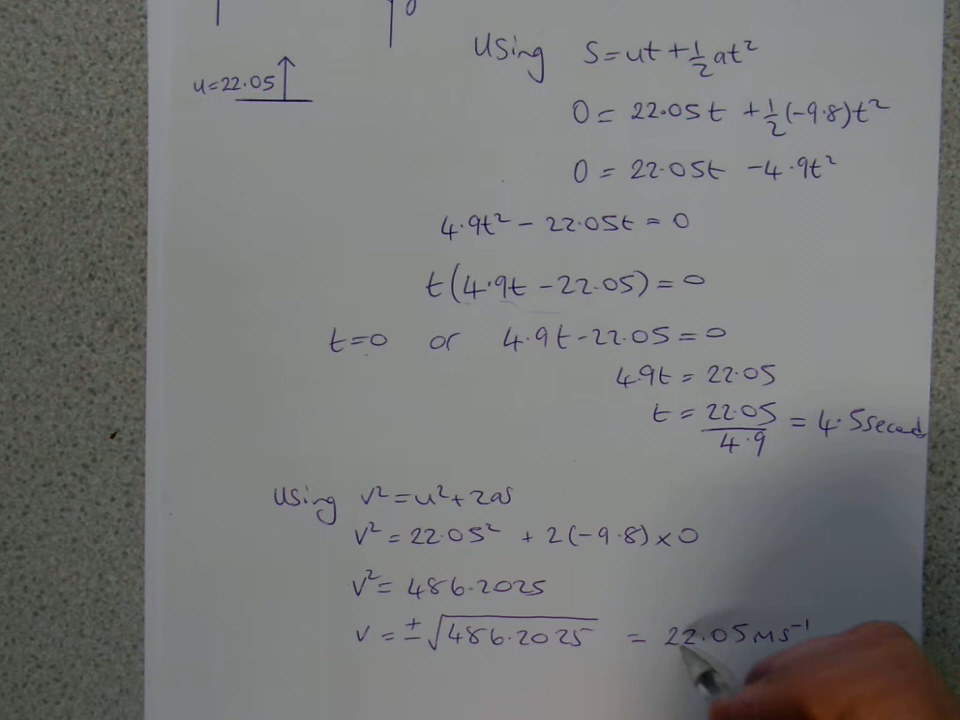 0
u=22.05
Using S=ut+½at²
0= 22.05t +½(-9.8)t²
0 = 22.05t -4.9t²
4.9t² - 22.05t = 0
t(4.9t -22.05)=0
t=0 or 4.9t-22.05=0
4.9t = 22.05
t = 22.05/4.9 = 4.5second
Using v²=u²+2as
v² = 22.05² + 2(-9.8)×0
v² = 486.2025
v = ±√486.2025 = 22.05ms⁻¹